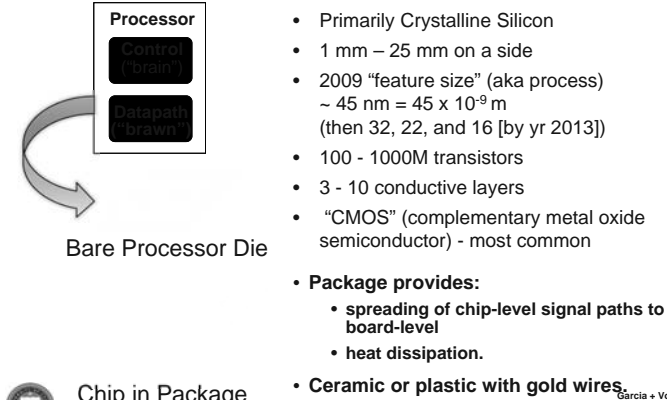 Processor
Control
("brain")
Datapath
("brawn")
Bare Processor Die
• Primarily Crystalline Silicon
• 1 mm – 25 mm on a side
• 2009 “feature size” (aka process)
~ 45 nm = 45 x 10⁻⁹ m
(then 32, 22, and 16 [by yr 2013])
• 100 - 1000M transistors
• 3 - 10 conductive layers
• “CMOS” (complementary metal oxide
semiconductor) - most common
• Package provides:
• spreading of chip-level signal paths to
board-level
• heat dissipation.
• Ceramic or plastic with gold wires.
Chip in Package
Garcia +